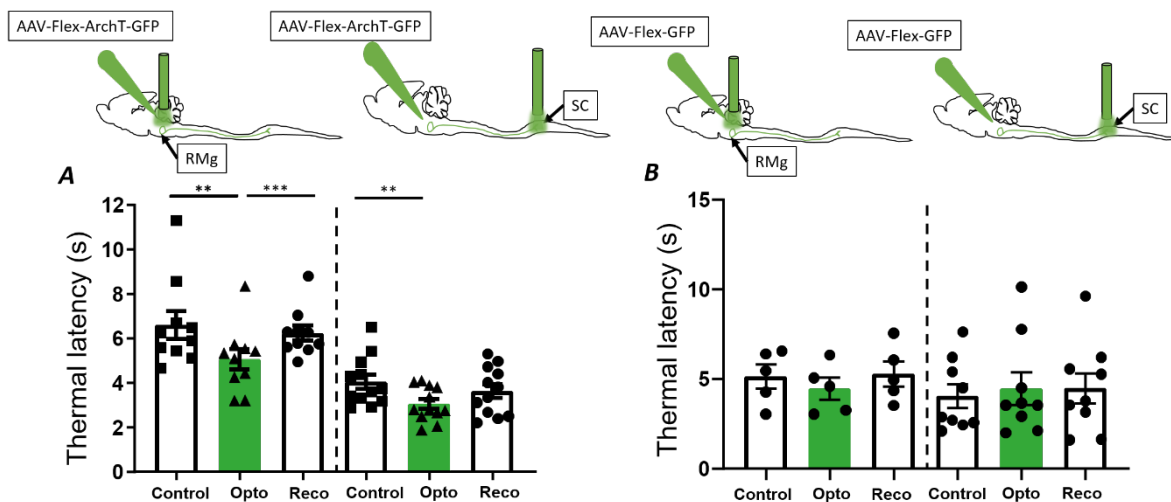 AAV-Flex-ArchT-GFP
AAV-Flex-ArchT-GFP
AAV-Flex-GFP
AAV-Flex-GFP
SC
SC
RMg
RMg
A
** *** **
Thermal latency (s)
12
10
8
6
4
2
0
Control Opto Reco Control Opto Reco
B
Thermal latency (s)
15
10
5
0
Control Opto Reco Control Opto Reco